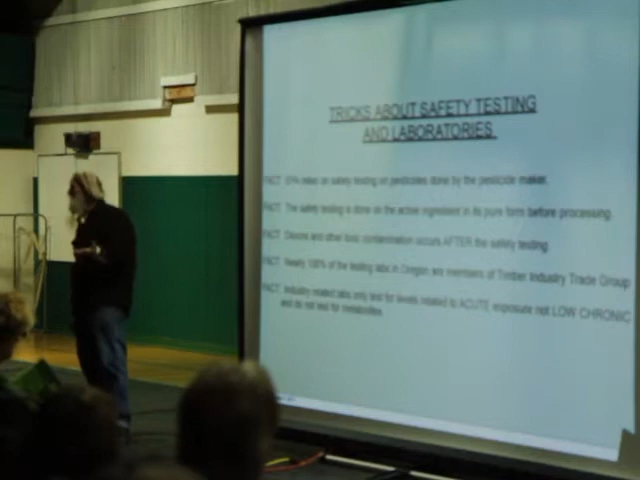 TRICKS ABOUT SAFETY TESTING
AND LABORATORIES
FACT: EPA relies on safety testing on pesticides done by the pesticide maker.
FACT: The safety testing is done on the active ingredient in its pure form before processing.
FACT: Dioxins and other toxic contamination occurs AFTER the safety testing
FACT: Nearly 100% of the testing labs in Oregon are members of Timber Industry Trade Group
FACT: Industry related labs only test for levels related to ACUTE exposure not LOW CHRONIC
and do not test for metabolites.